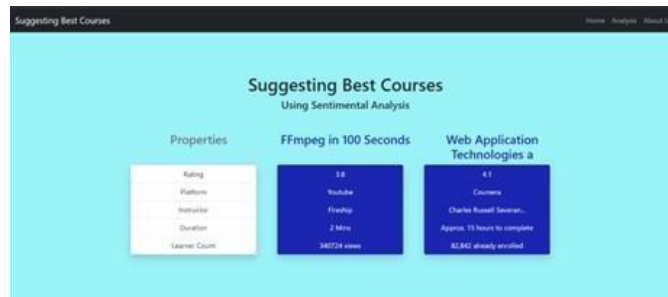 Suggesting Best Courses
Home Analysis About Us
Suggesting Best Courses
Using Sentimental Analysis
Properties
FFmpeg in 100 Seconds
Web Application
Technologies a
Rating
3.8
4.1
Platform
Youtube
Coursera
Instructor
Fireship
Charles Russell Severan...
Duration
2 Mins
Approx. 15 hours to complete
Learner Count
340724 views
82,842 already enrolled